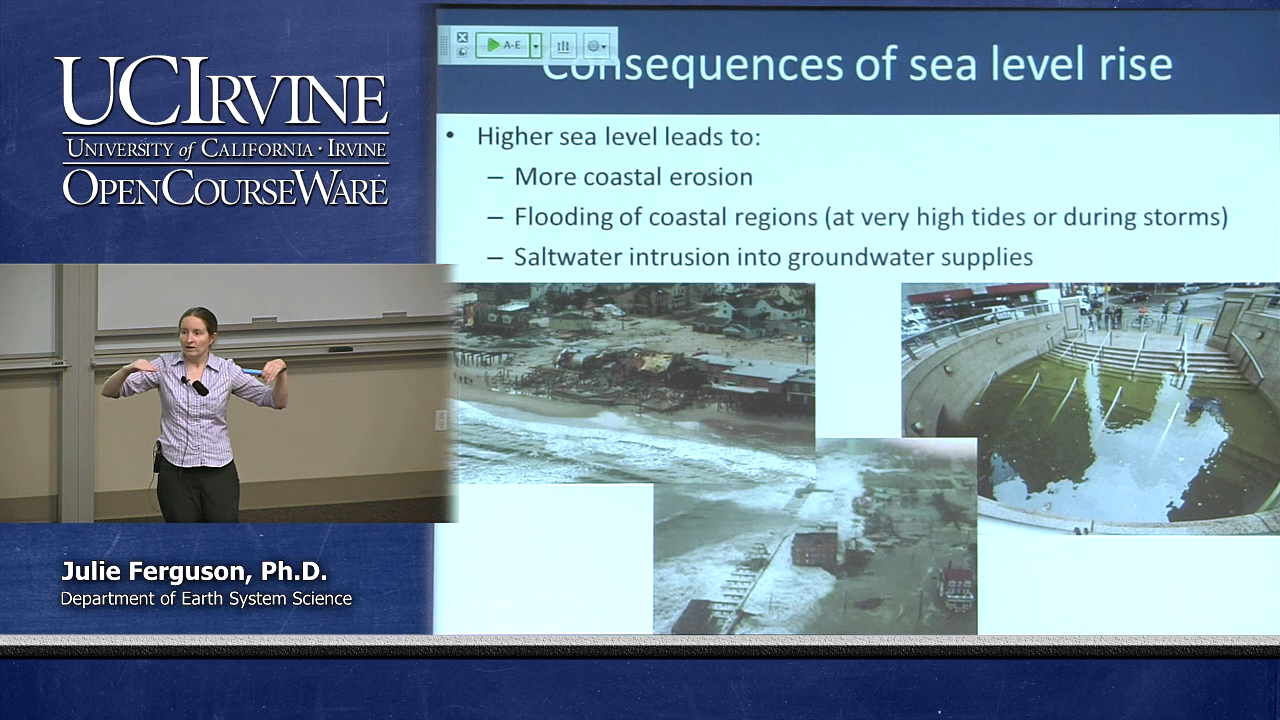 UCIRVINE
UNIVERSITY of CALIFORNIA · IRVINE
OPENCOURSEWARE
A-E
Consequences of sea level rise
• Higher sea level leads to:
– More coastal erosion
– Flooding of coastal regions (at very high tides or during storms)
– Saltwater intrusion into groundwater supplies
Julie Ferguson, Ph.D.
Department of Earth System Science